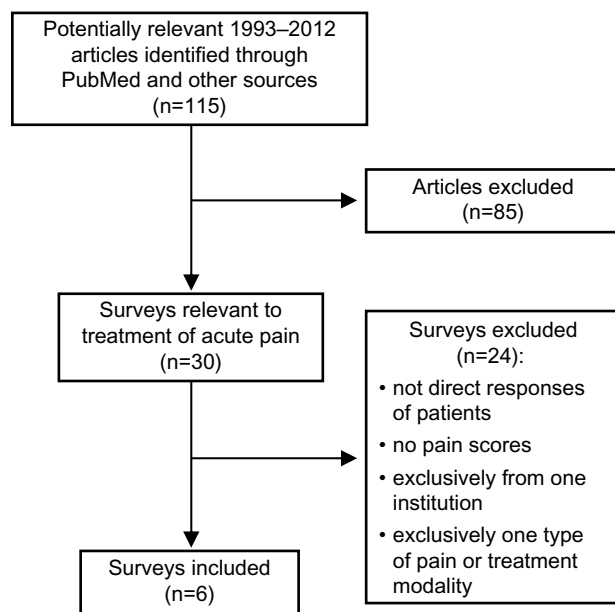 Potentially relevant 1993–2012
articles identified through
PubMed and other sources
(n=115)
Articles excluded
(n=85)
Surveys relevant to
treatment of acute pain
(n=30)
Surveys excluded
(n=24):
• not direct responses
of patients
• no pain scores
• exclusively from one
institution
• exclusively one type
of pain or treatment
modality
Surveys included
(n=6)